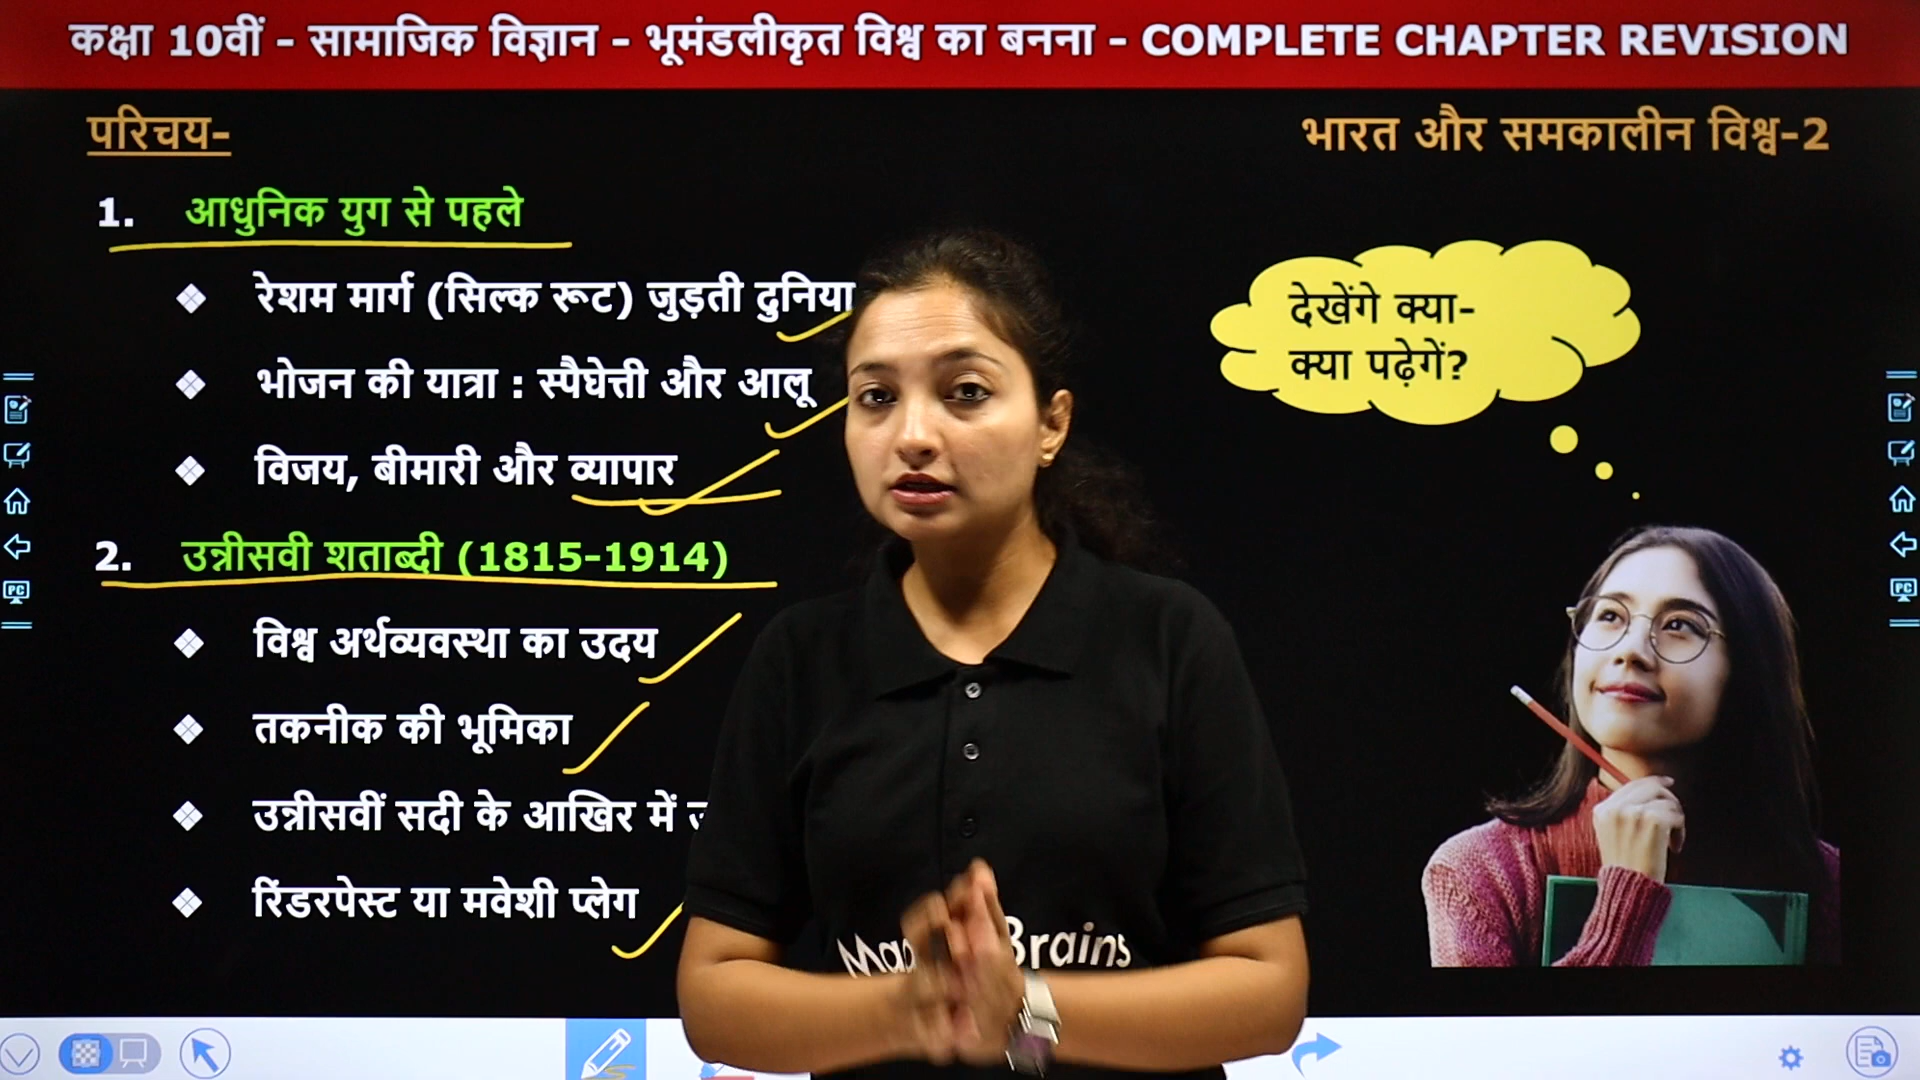 कक्षा 10वीं - सामाजिक विज्ञान - भूमंडलीकृत विश्व का बनना - COMPLETE CHAPTER REVISION
परिचय-
भारत और समकालीन विश्व-2
1. आधुनिक युग से पहले
रेशम मार्ग (सिल्क रूट) जुड़ती दुनिया
भोजन की यात्रा : स्पैघेत्ती और आलू
विजय, बीमारी और व्यापार
2. उन्नीसवी शताब्दी (1815-1914)
विश्व अर्थव्यवस्था का उदय
तकनीक की भूमिका
उन्नीसवीं सदी के आखिर में
रिंडरपेस्ट या मवेशी प्लेग
देखेंगे क्या-
क्या पढ़ेगें?
Brains
PC
PC